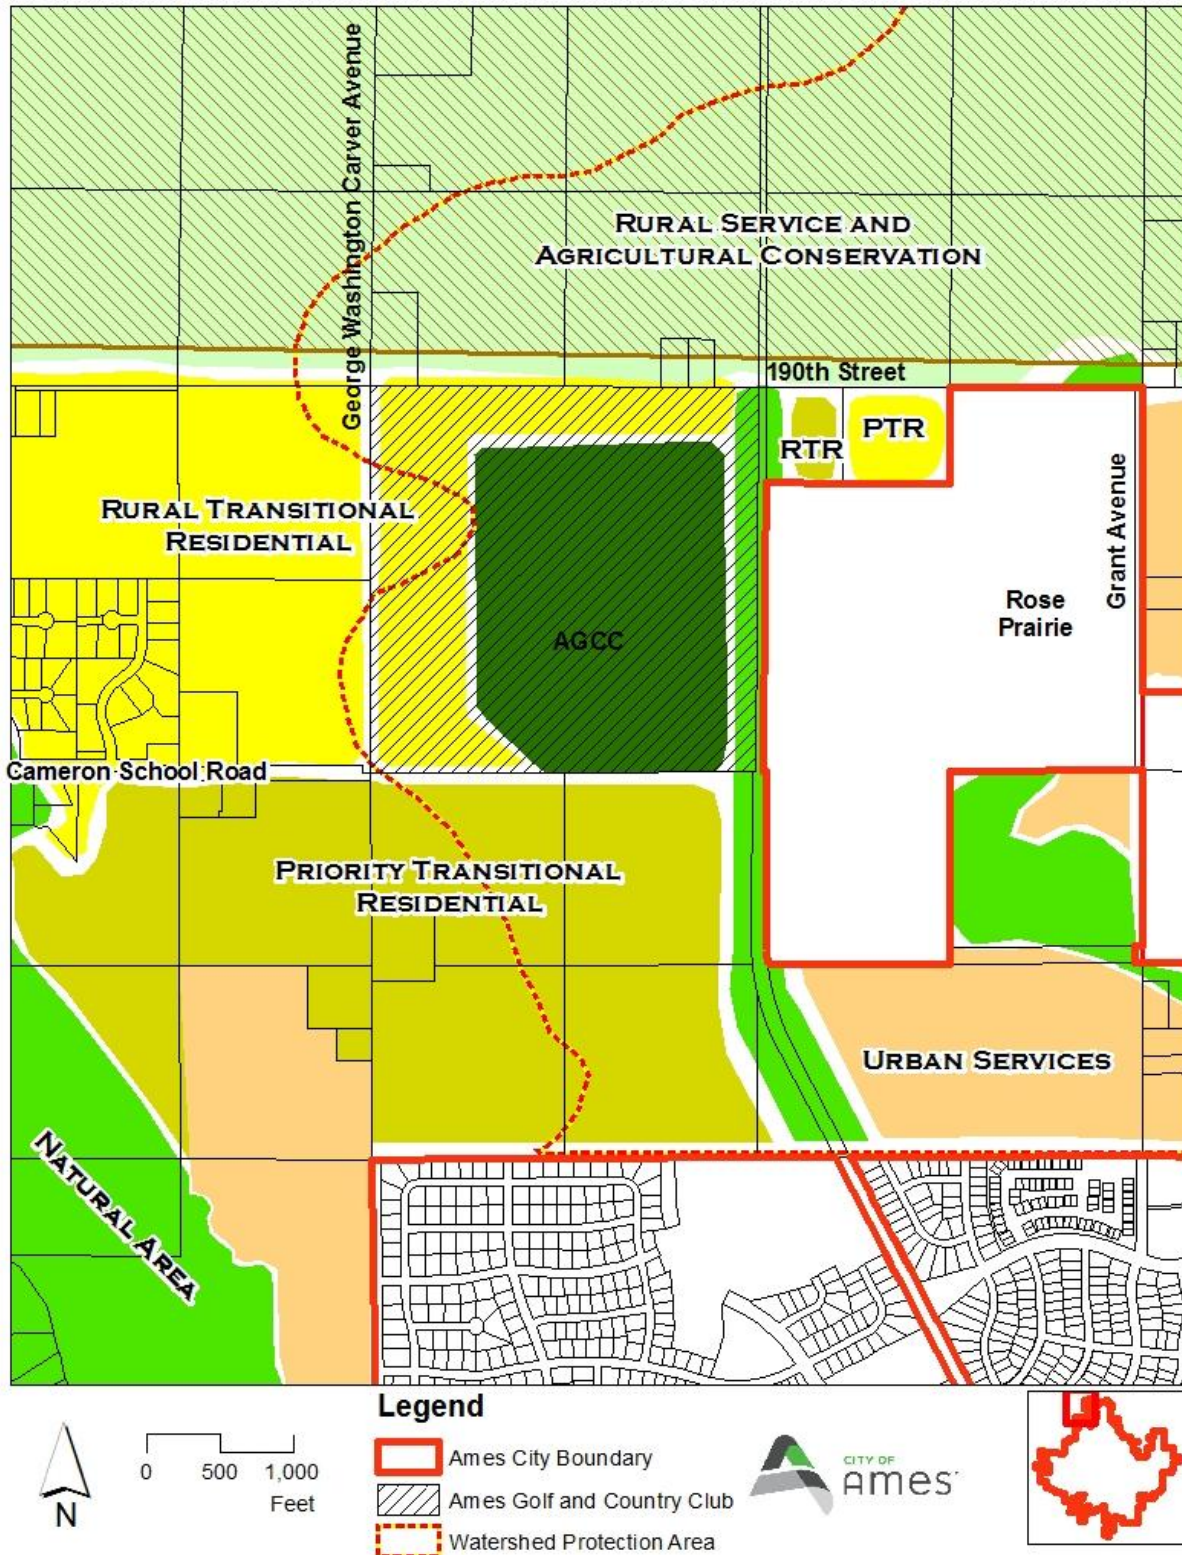 George Washington Carver Avenue
RURAL SERVICE AND
AGRICULTURAL CONSERVATION
190th Street
RTR
PTR
Grant Avenue
RURAL TRANSITIONAL
RESIDENTIAL
Rose
Prairie
AGCC
Cameron School Road
PRIORITY TRANSITIONAL
RESIDENTIAL
URBAN SERVICES
NATURAL AREA
Legend
Ames City Boundary
Ames Golf and Country Club
Watershed Protection Area
N
0 500 1,000
Feet
CITY OF
AMES